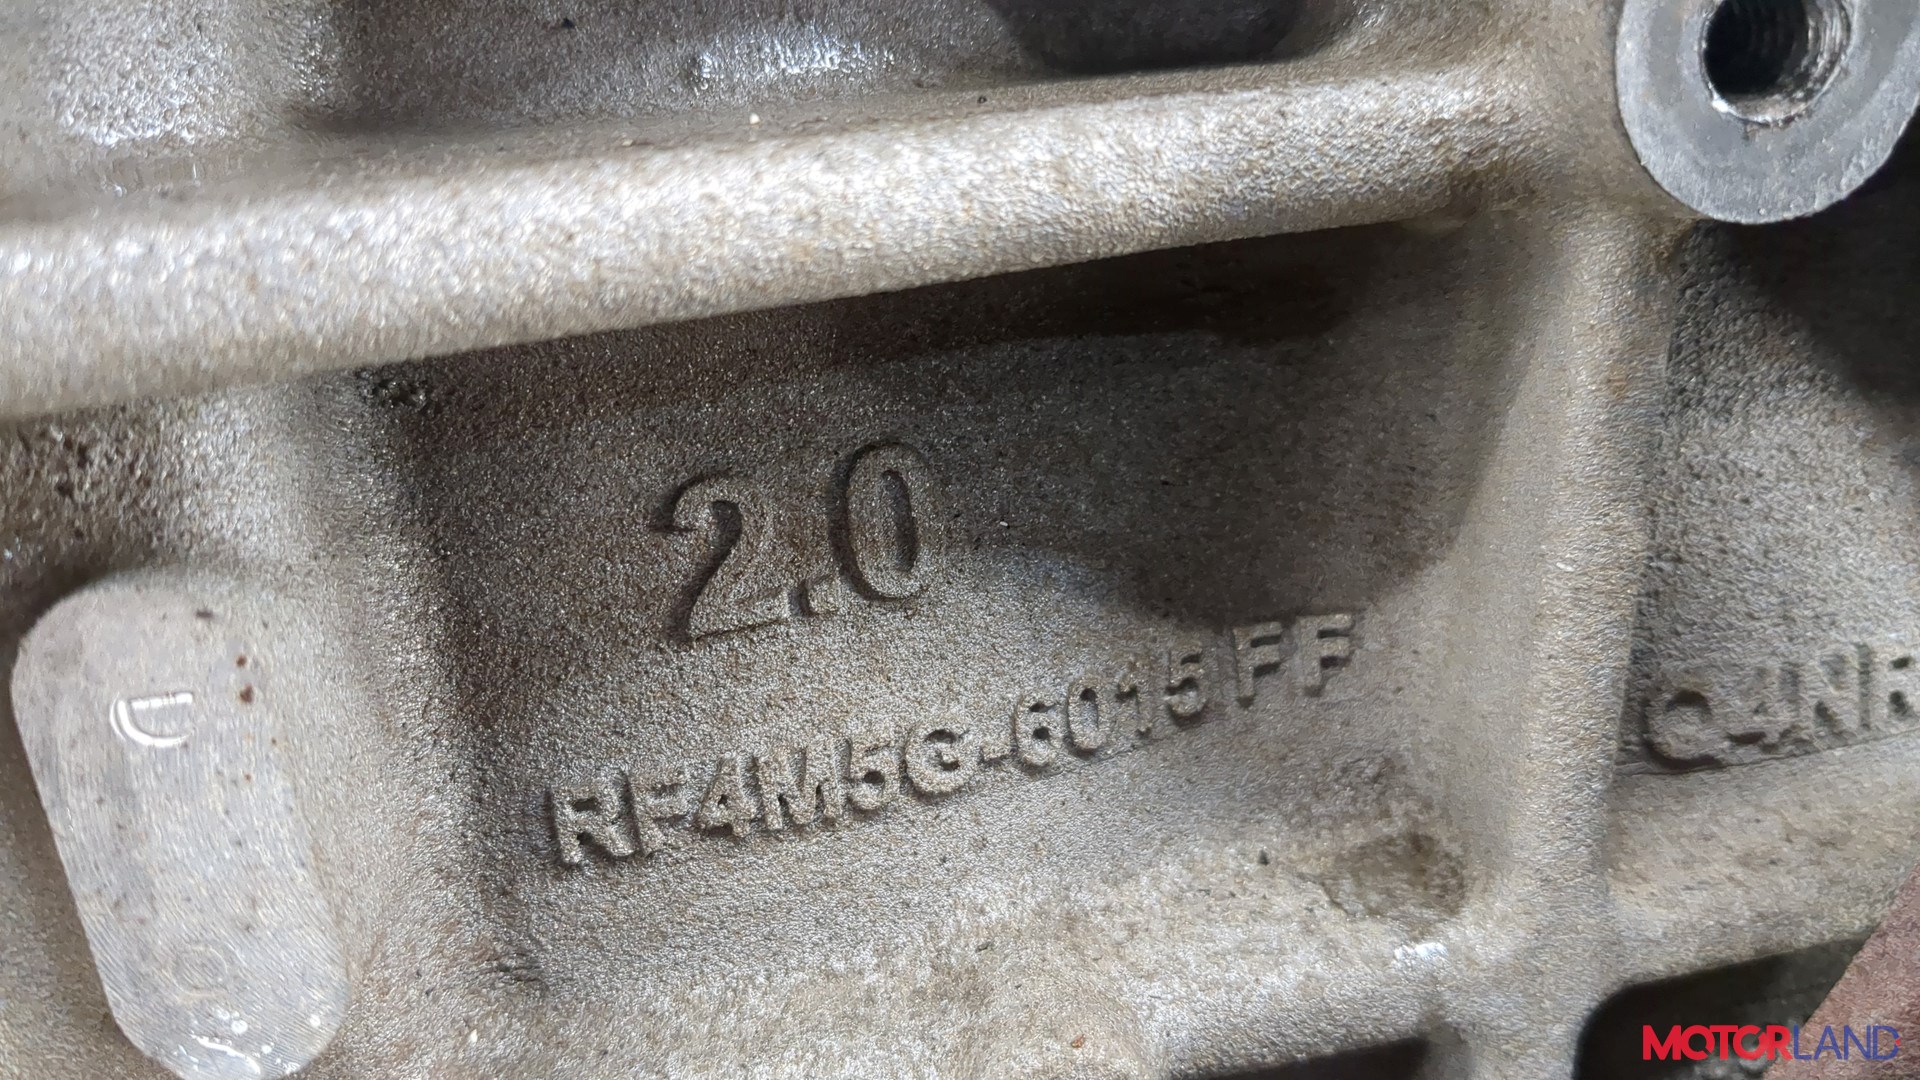 2.0
RF4M5G-6015FF
D
MOTORLAND